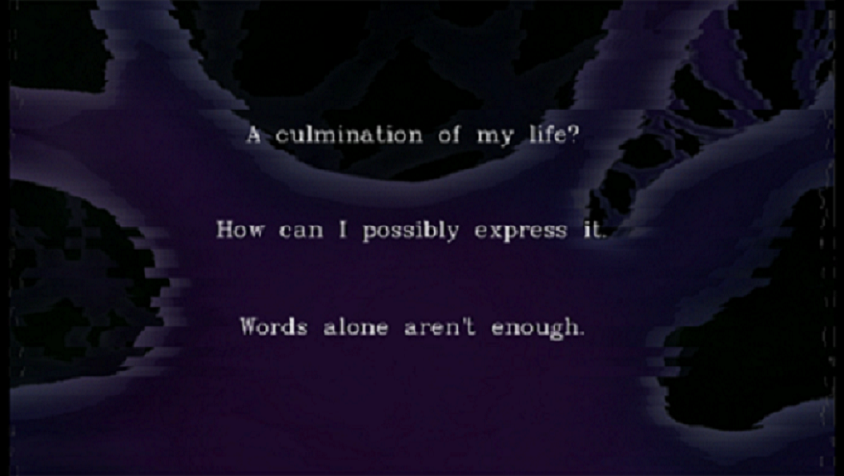 A culmination of my life?
How can I possibly express it.
Words alone aren't enough.